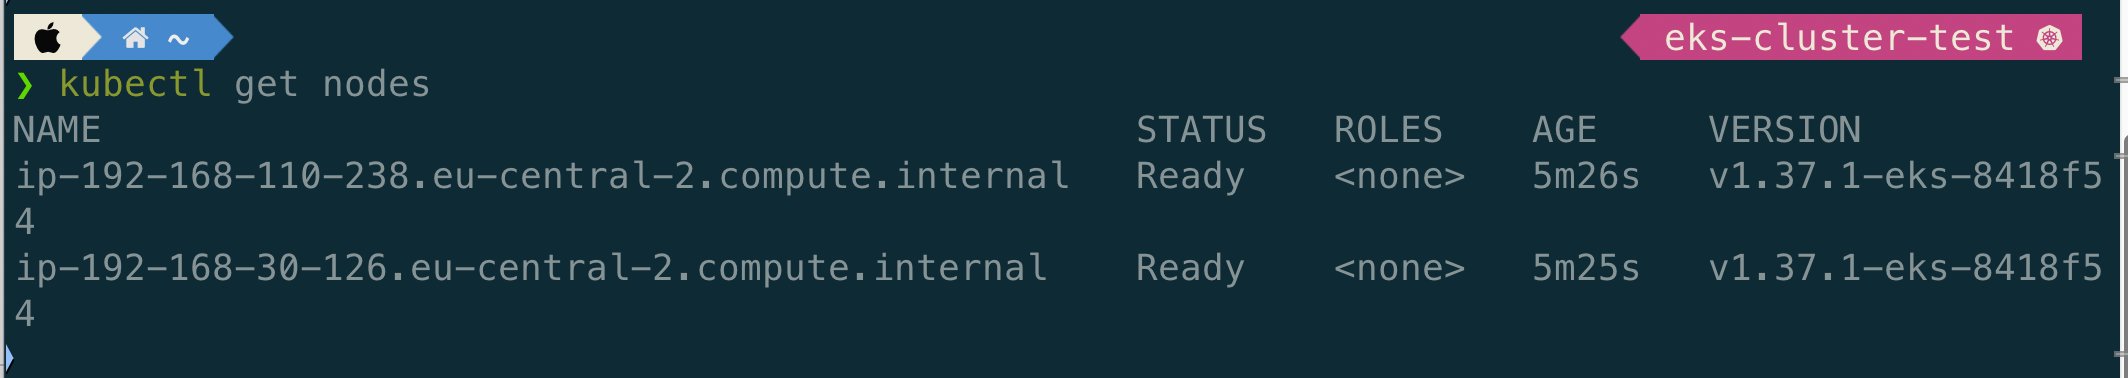 ~ eks-cluster-test
❯ kubectl get nodes
NAME STATUS ROLES AGE VERSION
ip-192-168-110-238.eu-central-2.compute.internal Ready <none> 5m26s v1.37.1-eks-8418f5
4
ip-192-168-30-126.eu-central-2.compute.internal Ready <none> 5m25s v1.37.1-eks-8418f5
4